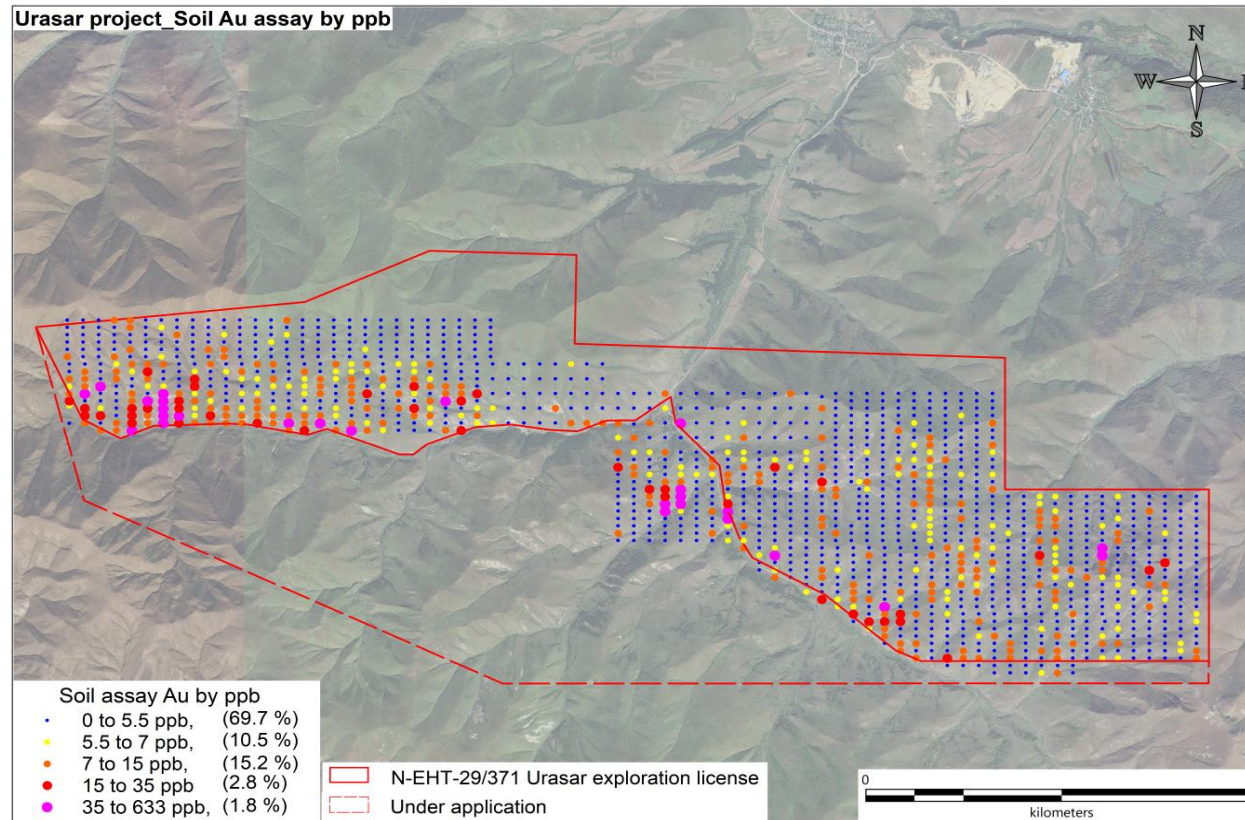 Urasar project_Soil Au assay by ppb
N
W E
S
Soil assay Au by ppb
0 to 5.5 ppb, (69.7 %)
5.5 to 7 ppb, (10.5 %)
7 to 15 ppb, (15.2 %)
15 to 35 ppb (2.8 %)
35 to 633 ppb, (1.8 %)
N-EHT-29/371 Urasar exploration license
Under application
0
kilometers